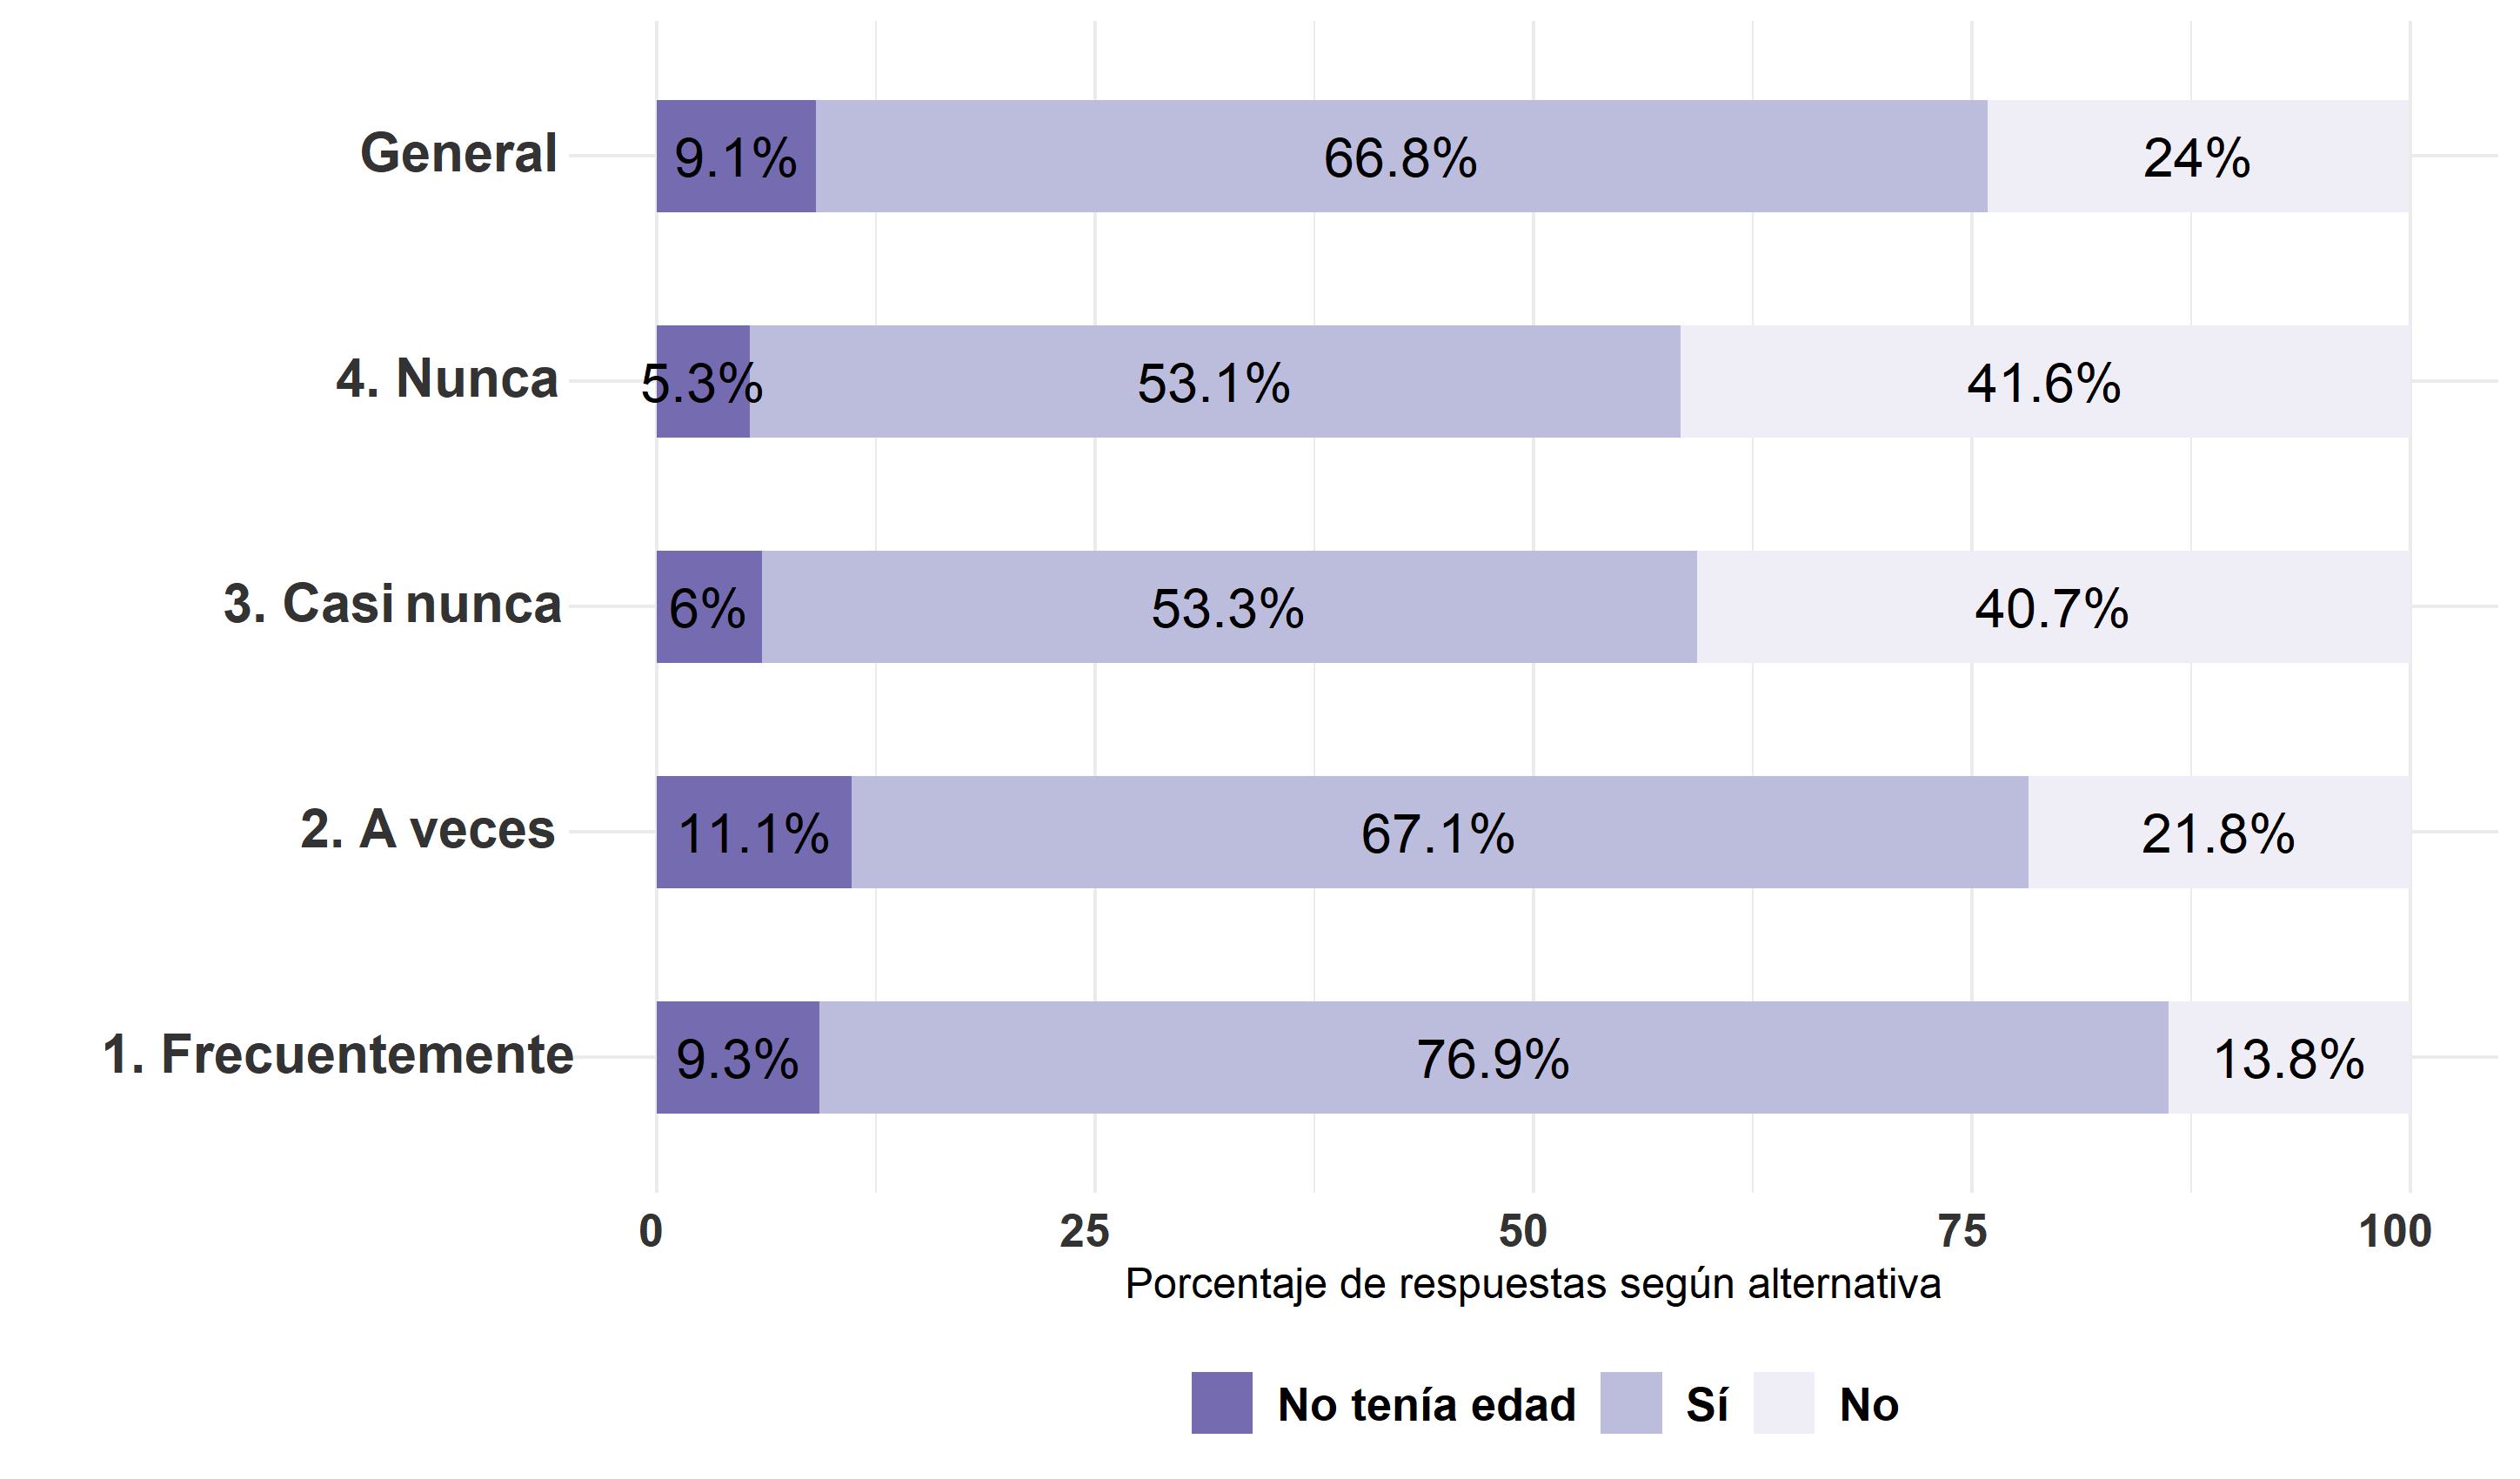 General 9.1% 66.8% 24%
4. Nunca 5.3% 53.1% 41.6%
3. Casi nunca 6% 53.3% 40.7%
2. A veces 11.1% 67.1% 21.8%
1. Frecuentemente 9.3% 76.9% 13.8%
0 25 50 75 100
Porcentaje de respuestas según alternativa
No tenía edad Sí No